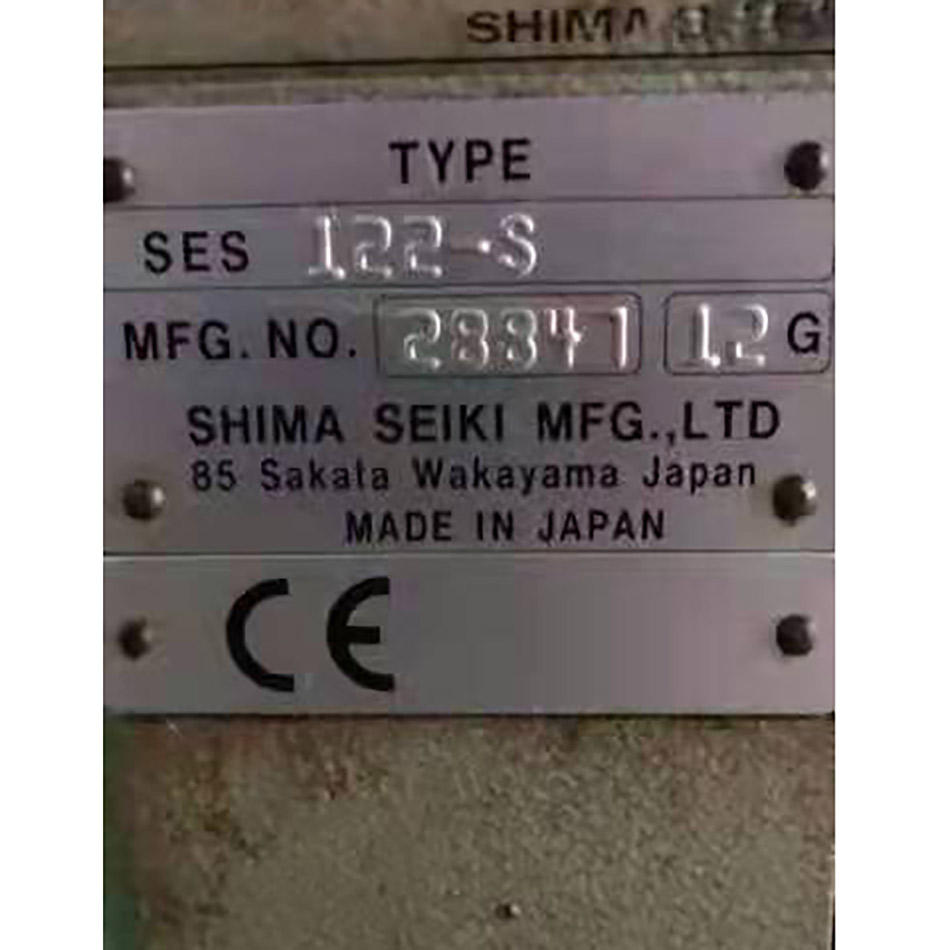 SHIMA
TYPE
SES 122-S
MFG. NO. 28847 12 G
SHIMA SEIKI MFG.,LTD
85 Sakata Wakayama Japan
MADE IN JAPAN
CE